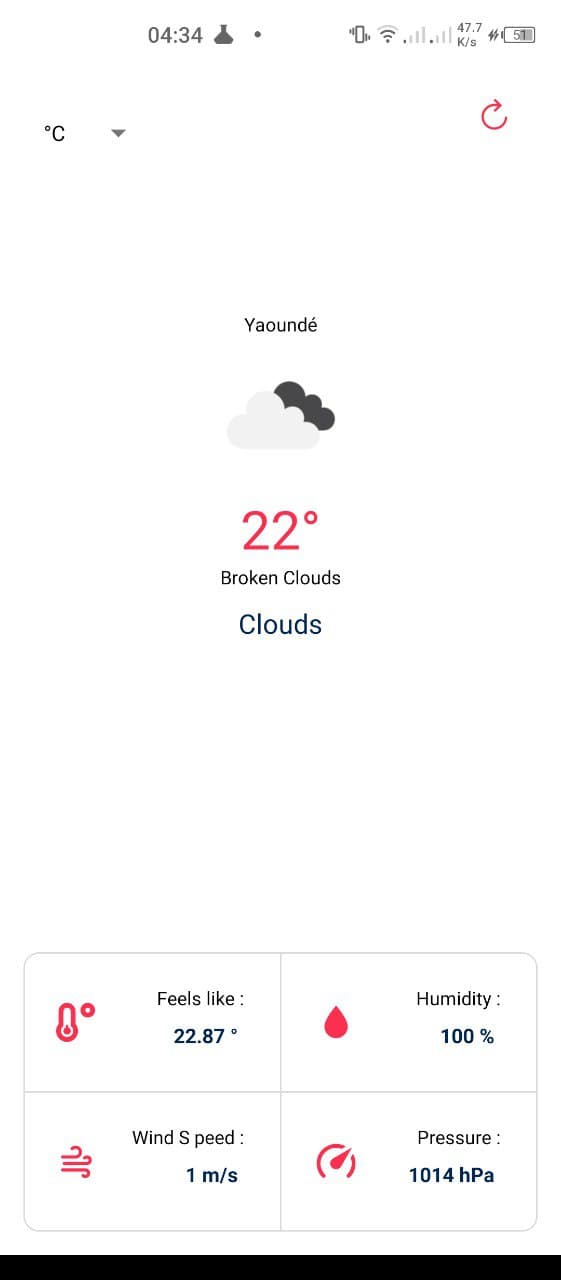 04:34
47.7
K/s
51
°C
Yaoundé
22°
Broken Clouds
Clouds
Feels like :
22.87 °
Humidity :
100 %
Wind S peed :
1 m/s
Pressure :
1014 hPa